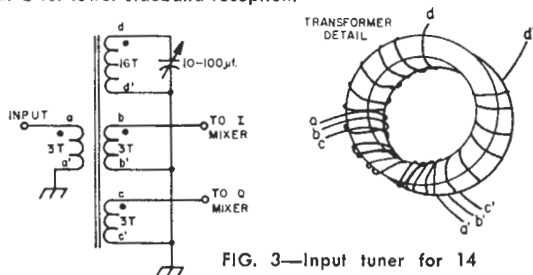 for lower sideband reception.
TRANSFORMER
DETAIL
d
d'
d
16T
10-100μf.
d'
INPUT
a
3T
a'
b
3T
b'
TO I
MIXER
c
3T
c'
TO Q
MIXER
a
b
c
a'
b'
c'
FIG. 3—Input tuner for 14